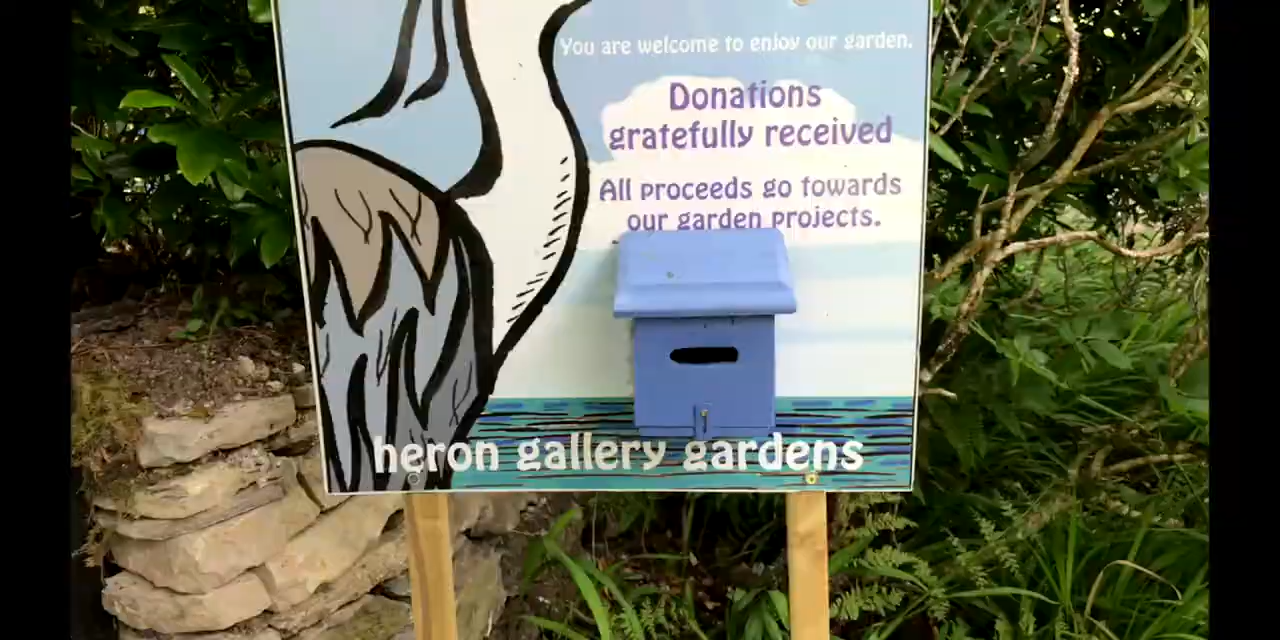 You are welcome to enjoy our garden.
Donations
gratefully received
All proceeds go towards
our garden projects.
heron gallery gardens